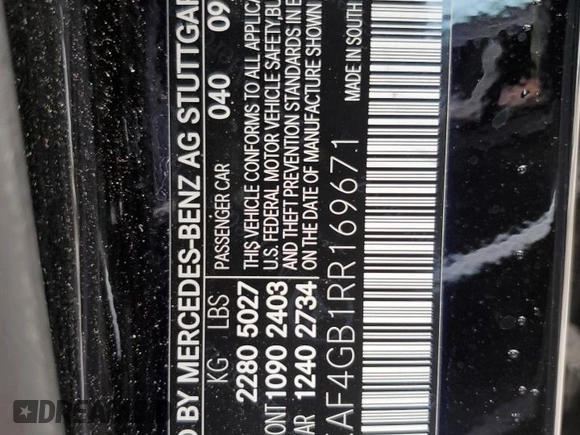 D BY MERCEDES-BENZ AG STUTTGAR
KG LBS PASSENGER CAR 040 09
2280 5027 THIS VEHICLE CONFORMS TO ALL APPLICA
U.S. FEDERAL MOTOR VEHICLE SAFETY, BU
ONT 1090 2403 AND THEFT PREVENTION STANDARDS IN E
AR 1240 2734 ON THE DATE OF MANUFACTURE SHOWN
AF4GB1RR169671 MADE IN SOUTH
DREAMSTIME